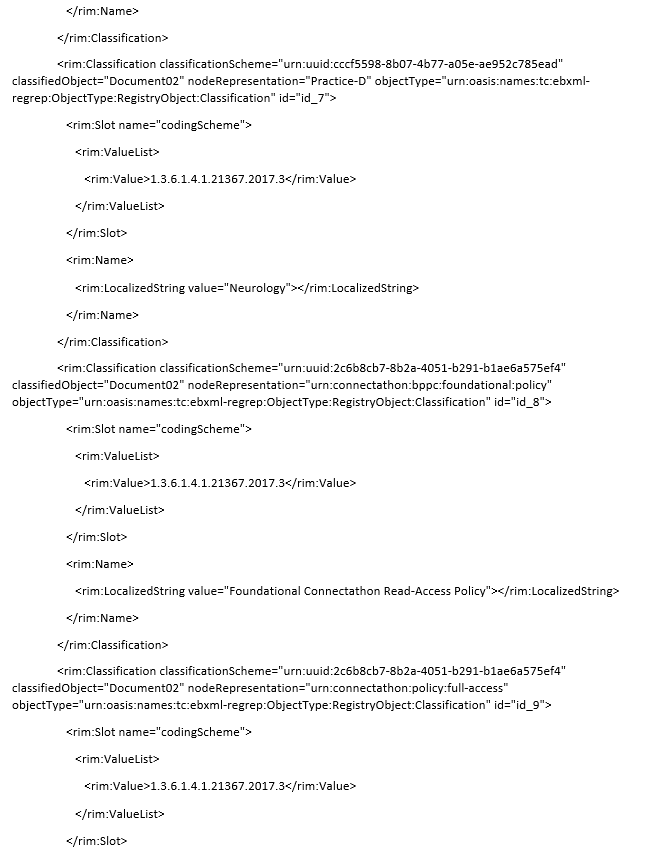 </rim:Name>
</rim:Classification>
<rim:Classification classificationScheme="urn:uuid:cccf5598-8b07-4b77-a05e-ae952c785ead"
classifiedObject="Document02" nodeRepresentation="Practice-D" objectType="urn:oasis:names:tc:ebxml-
regrep:ObjectType:RegistryObject:Classification" id="id_7">
<rim:Slot name="codingScheme">
<rim:ValueList>
<rim:Value>1.3.6.1.4.1.21367.2017.3</rim:Value>
</rim:ValueList>
</rim:Slot>
<rim:Name>
<rim:LocalizedString value="Neurology"></rim:LocalizedString>
</rim:Name>
</rim:Classification>
<rim:Classification classificationScheme="urn:uuid:2c6b8cb7-8b2a-4051-b291-b1ae6a575ef4"
classifiedObject="Document02" nodeRepresentation="urn:connectathon:bppc:foundational:policy"
objectType="urn:oasis:names:tc:ebxml-regrep:ObjectType:RegistryObject:Classification" id="id_8">
<rim:Slot name="codingScheme">
<rim:ValueList>
<rim:Value>1.3.6.1.4.1.21367.2017.3</rim:Value>
</rim:ValueList>
</rim:Slot>
<rim:Name>
<rim:LocalizedString value="Foundational Connectathon Read-Access Policy"></rim:LocalizedString>
</rim:Name>
</rim:Classification>
<rim:Classification classificationScheme="urn:uuid:2c6b8cb7-8b2a-4051-b291-b1ae6a575ef4"
classifiedObject="Document02" nodeRepresentation="urn:connectathon:policy:full-access"
objectType="urn:oasis:names:tc:ebxml-regrep:ObjectType:RegistryObject:Classification" id="id_9">
<rim:Slot name="codingScheme">
<rim:ValueList>
<rim:Value>1.3.6.1.4.1.21367.2017.3</rim:Value>
</rim:ValueList>
</rim:Slot>